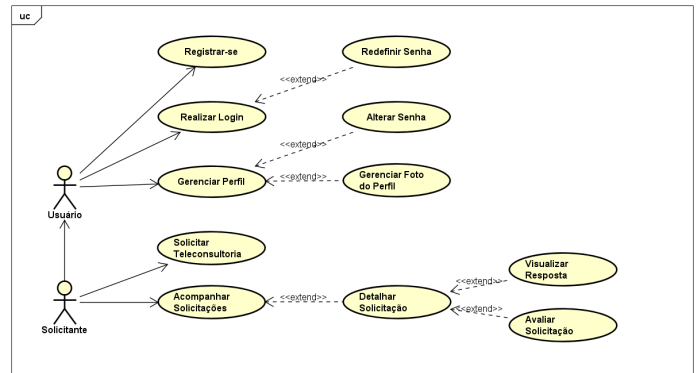 uc
Registrar-se
Redefinir Senha
<<extend>>
Realizar Login
Alterar Senha
<<extend>>
Gerenciar Perfil
<<extend>>
Gerenciar Foto
do Perfil
Usuário
Solicitar
Teleconsultoria
Visualizar
Resposta
<<extend>>
Acompanhar
Solicitações
<<extend>>
Detalhar
Solicitação
<<extend>>
Avaliar
Solicitação
Solicitante